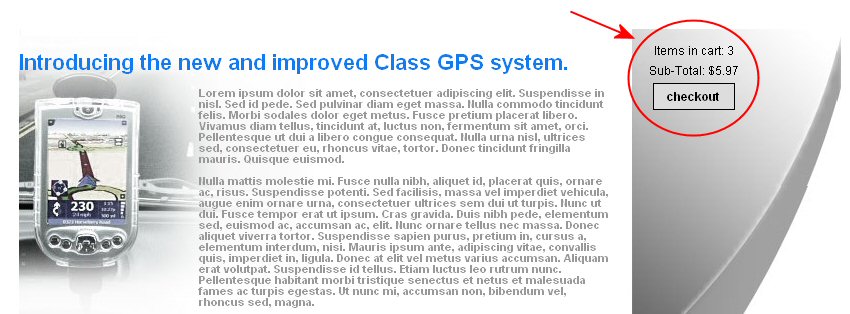 Items in cart: 3
Sub-Total: $5.97
checkout
Introducing the new and improved Class GPS system.
Lorem ipsum dolor sit amet, consectetuer adipiscing elit. Suspendisse in
nisl. Sed id pede. Sed pulvinar diam eget massa. Nulla commodo tincidunt
felis. Morbi sodales dolor eget metus. Fusce pretium placerat libero.
Vivamus diam tellus, tincidunt at, luctus non, fermentum sit amet, orci.
Pellentesque ut dui a libero congue consequat. Nulla urna nisl, ultrices
sed, consectetuer eu, rhoncus vitae, tortor. Donec tincidunt fringilla
mauris. Quisque euismod.
Nulla mattis molestie mi. Fusce nulla nibh, aliquet id, placerat quis, ornare
ac, risus. Suspendisse potenti. Sed facilisis, massa vel imperdiet vehicula,
augue enim ornare urna, consectetuer ultrices sem dui ut turpis. Nunc ut
dui. Fusce tempor erat ut ipsum. Cras gravida. Duis nibh pede, elementum
sed, euismod ac, accumsan ac, elit. Nunc ornare tellus nec massa. Donec
aliquet viverra tortor. Suspendisse sapien purus, pretium in, cursus a,
elementum interdum, nisi. Mauris ipsum ante, adipiscing vitae, convallis
quis, imperdiet in, ligula. Donec at elit vel metus varius accumsan. Aliquam
erat volutpat. Suspendisse id tellus. Etiam luctus leo rutrum nunc.
Pellentesque habitant morbi tristique senectus et netus et malesuada
fames ac turpis egestas. Ut nunc mi, accumsan non, bibendum vel,
rhoncus sed, magna.
230